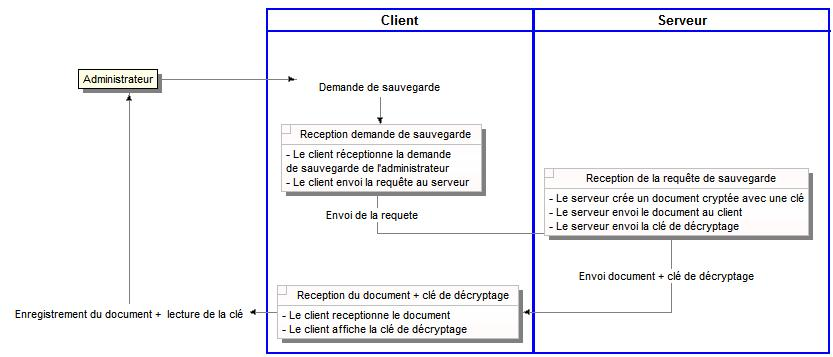 Client
Serveur
Administrateur
Demande de sauvegarde
Reception demande de sauvegarde
- Le client réceptionne la demande
de sauvegarde de l'administrateur
- Le client envoi la requête au serveur
Reception de la requête de sauvegarde
- Le serveur crée un document cryptée avec une clé
- Le serveur envoi le document au client
- Le serveur envoi la clé de décryptage
Envoi de la requete
Envoi document + clé de décryptage
Reception du document + clé de décryptage
- Le client receptionne le document
- Le client affiche la clé de décryptage
Enregistrement du document + lecture de la clé